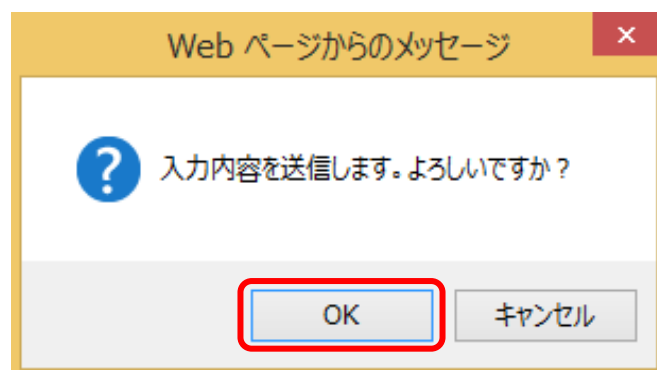 Web ページからのメッセージ
入力内容を送信します。よろしいですか？
OK
キャンセル